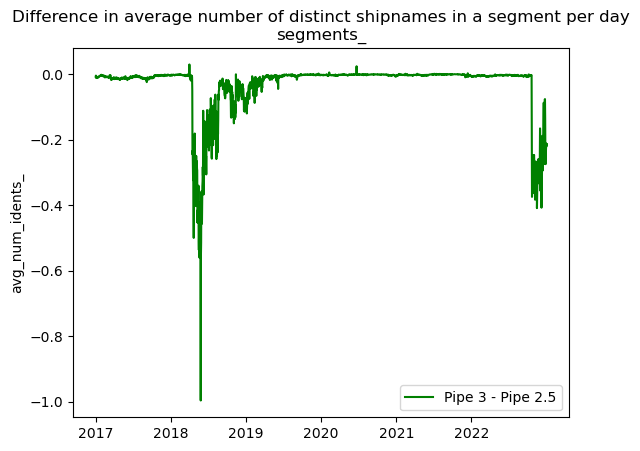 Difference in average number of distinct shipnames in a segment per day
segments_
avg_num_idents_
0.0
−0.2
−0.4
−0.6
−0.8
−1.0
Pipe 3 - Pipe 2.5
2017 2018 2019 2020 2021 2022